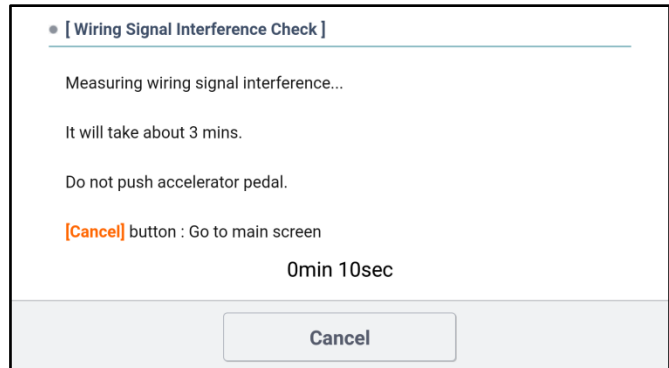 [ Wiring Signal Interference Check ]
Measuring wiring signal interference...
It will take about 3 mins.
Do not push accelerator pedal.
[Cancel] button : Go to main screen
0min 10sec
Cancel